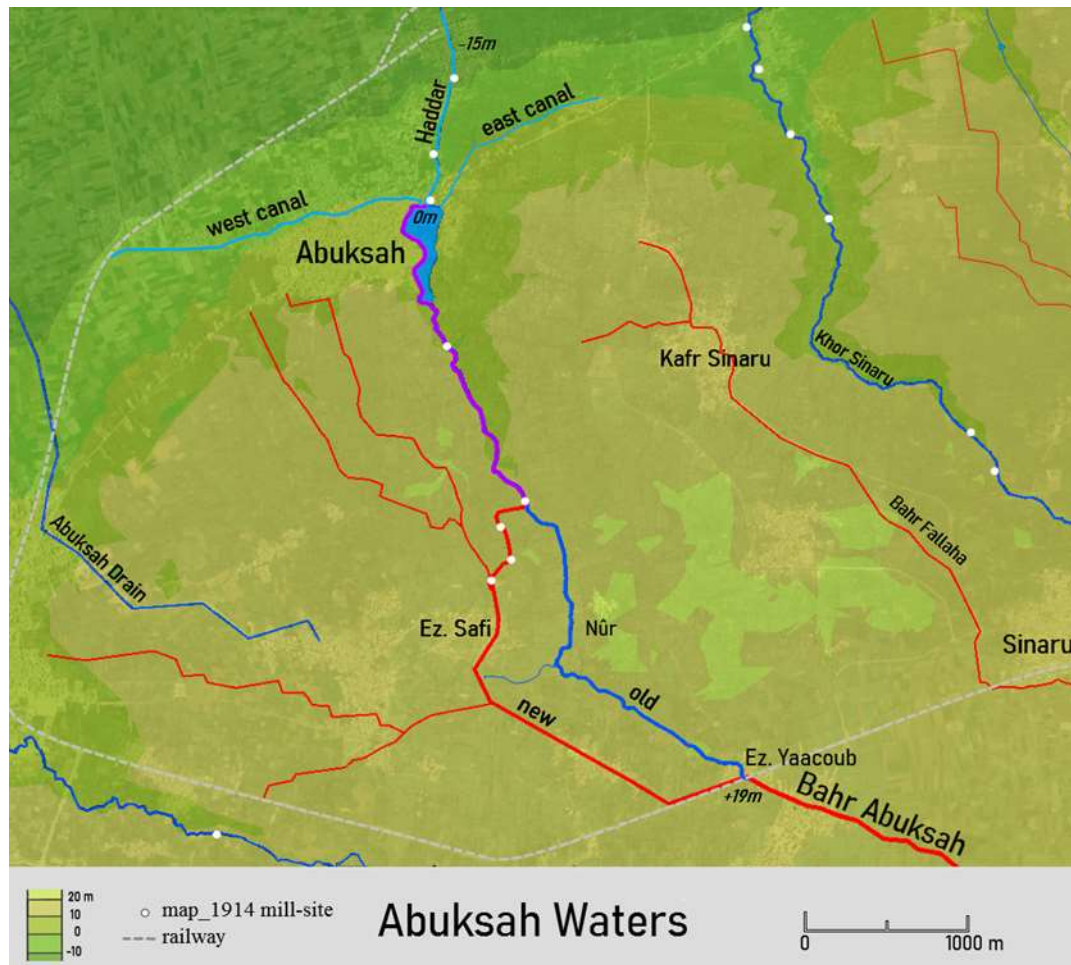 -15m
Haddar
east canal
west canal
0m
Abuksah
Kafr Sinaru
Khor Sinaru
Bahr Fallaha
Abuksah Drain
Ez. Safi
Nûr
Sinaru
new
old
Ez. Yaacoub
+19m
Bahr Abuksah
20 m
10
0
-10
map_1914 mill-site
railway
Abuksah Waters
0
1000 m